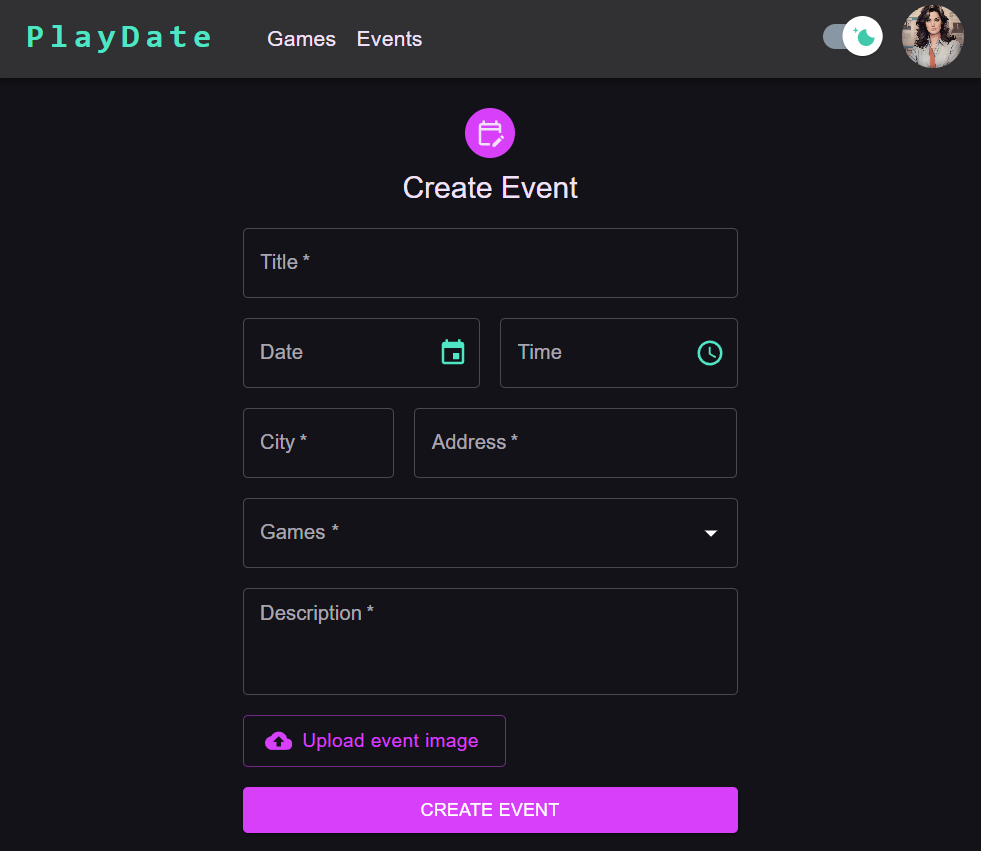 PlayDate Games Events
Create Event
Title *
Date Time
City * Address *
Games *
Description *
Upload event image
CREATE EVENT